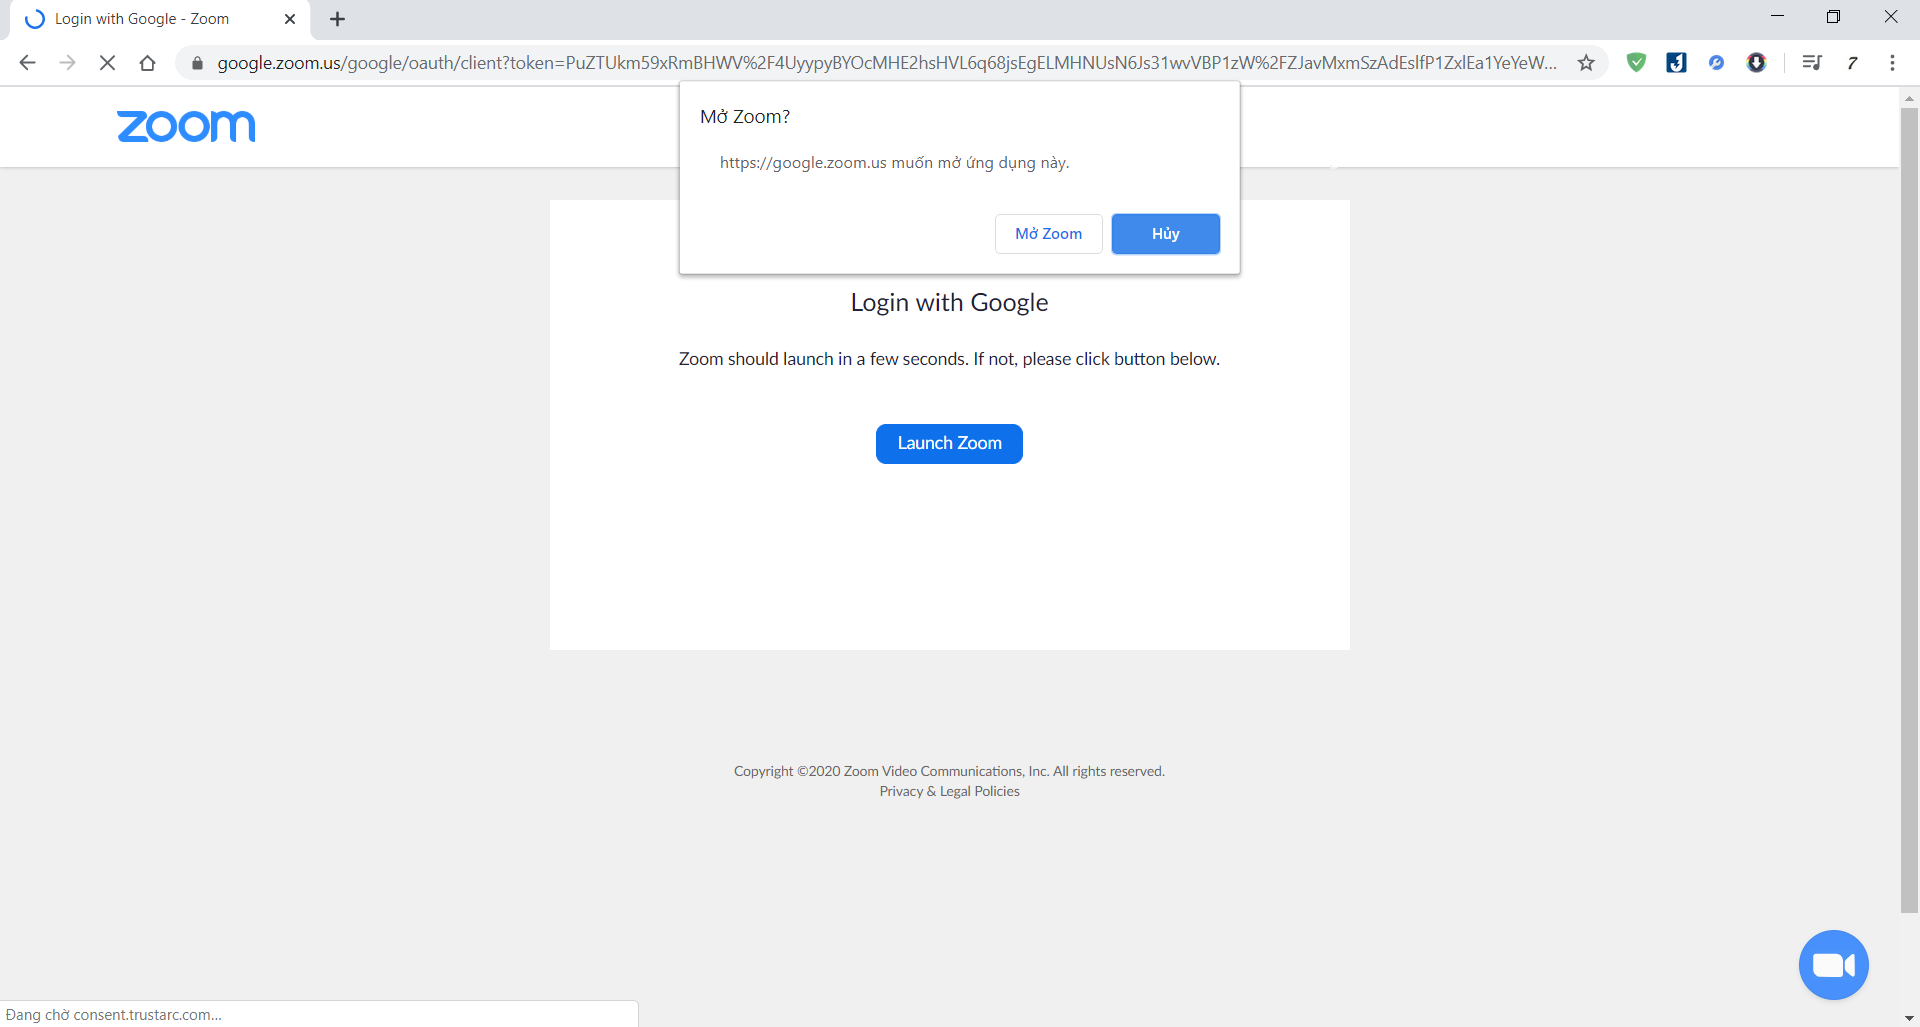 Login with Google - Zoom
google.zoom.us/google/oauth/client?token=PuZTUkm59xRmBHWV%2F4UyypyBYOcMHE2hsHVL6q68jsEgELMHNUsN6Js31wvVBP1zW%2FZJavMxmSzAdEslfP1ZxlEa1YeYeW...
zoom
Mở Zoom?
https://google.zoom.us muốn mở ứng dụng này.
Mở Zoom
Hủy
Login with Google
Zoom should launch in a few seconds. If not, please click button below.
Launch Zoom
Copyright ©2020 Zoom Video Communications, Inc. All rights reserved.
Privacy & Legal Policies
Đang chờ consent.trustarc.com...